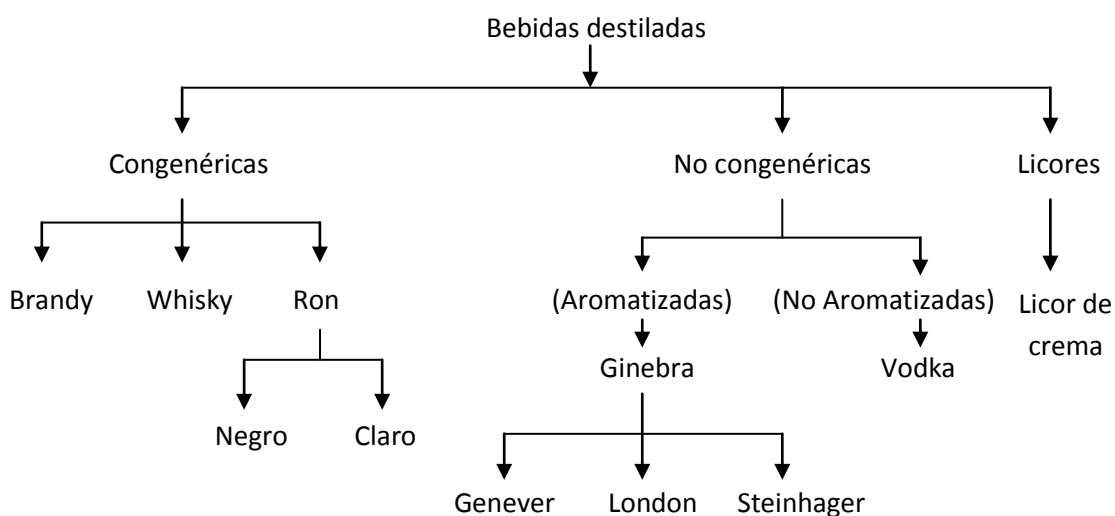 Bebidas destiladas
Congenéricas
No congenéricas
Licores
Brandy
Whisky
Ron
(Aromatizadas)
(No Aromatizadas)
Licor de
crema
Ginebra
Vodka
Negro
Claro
Genever
London
Steinhager